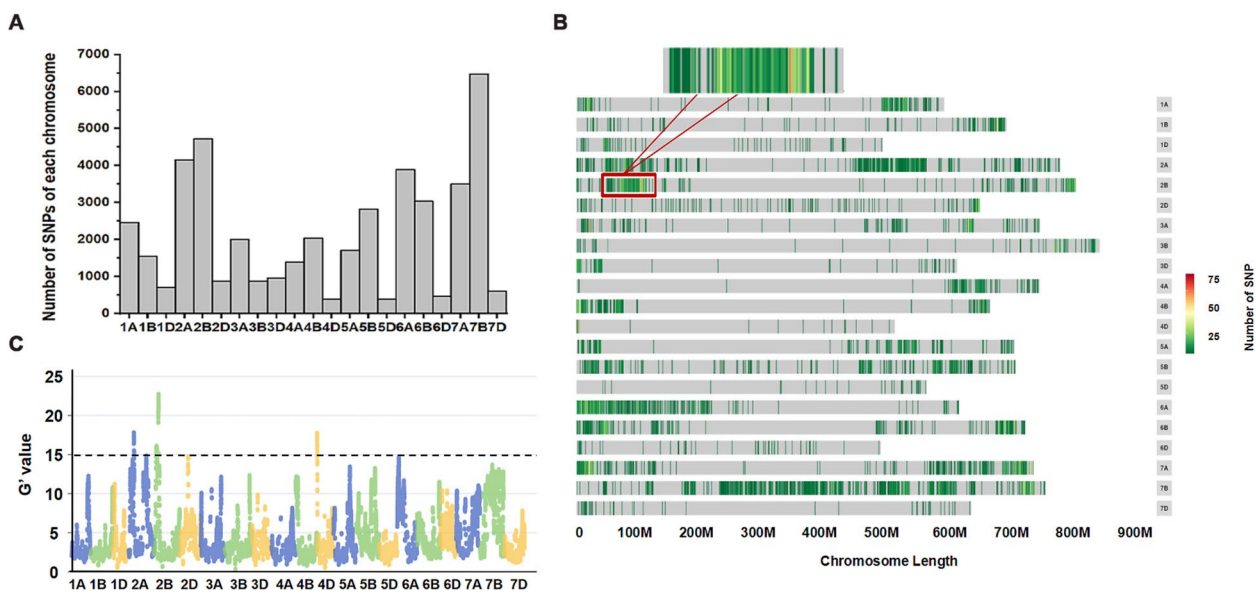 A
Number of SNPs of each chromosome
7000
6000
5000
4000
3000
2000
1000
0
1A1B1D2A2B2D3A3B3D4A4B4D5A5B5D6A6B6D7A7B7D
B
1A
1B
1D
2A
2B
2D
3A
3B
3D
4A
4B
4D
5A
5B
5D
6A
6B
6D
7A
7B
7D
0 100M 200M 300M 400M 500M 600M 700M 800M 900M
Chromosome Length
75
50
25
Number of SNP
C
G' value
25
20
15
10
5
0
1A 1B 1D 2A 2B 2D 3A 3B 3D 4A 4B 4D 5A 5B 5D 6A 6B 6D 7A 7B 7D